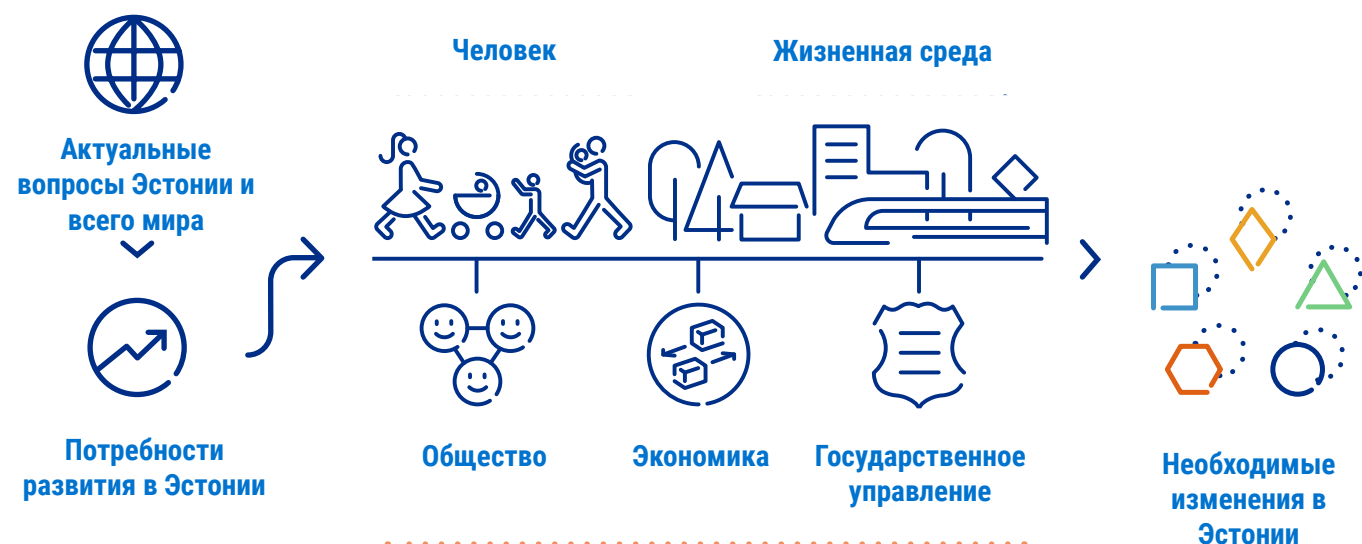 Человек
Жизненная среда
Актуальные
вопросы Эстонии и
всего мира
Потребности
развития в Эстонии
Общество
Экономика
Государственное
управление
Необходимые
изменения в
Эстонии